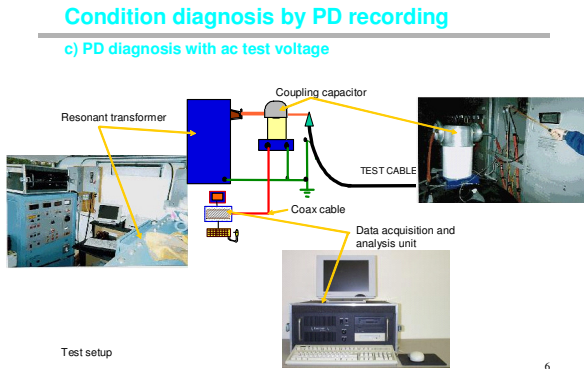 Condition diagnosis by PD recording
c) PD diagnosis with ac test voltage
Coupling capacitor
Resonant transformer
TEST CABLE
Coax cable
Data acquisition and
analysis unit
Test setup
6